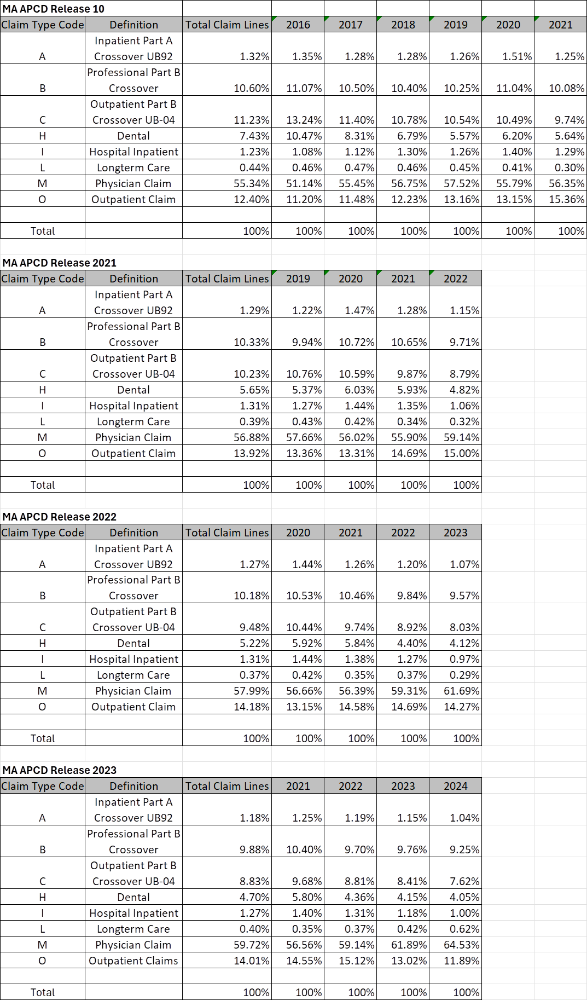 MA APCD Release 10
Claim Type Code Definition Total Claim Lines 2016 2017 2018 2019 2020 2021
Inpatient Part A
A Crossover UB92 1.32% 1.35% 1.28% 1.28% 1.26% 1.51% 1.25%
Professional Part B
B Crossover 10.60% 11.07% 10.50% 10.40% 10.25% 11.04% 10.08%
Outpatient Part B
C Crossover UB-04 11.23% 13.24% 11.40% 10.78% 10.54% 10.49% 9.74%
H Dental 7.43% 10.47% 8.31% 6.79% 5.57% 6.20% 5.64%
I Hospital Inpatient 1.23% 1.08% 1.12% 1.30% 1.26% 1.40% 1.29%
L Longterm Care 0.44% 0.46% 0.47% 0.46% 0.45% 0.41% 0.30%
M Physician Claim 55.34% 51.14% 55.45% 56.75% 57.52% 55.79% 56.35%
O Outpatient Claim 12.40% 11.20% 11.48% 12.23% 13.16% 13.15% 15.36%
Total 100% 100% 100% 100% 100% 100% 100%
MA APCD Release 2021
Claim Type Code Definition Total Claim Lines 2019 2020 2021 2022
Inpatient Part A
A Crossover UB92 1.29% 1.22% 1.47% 1.28% 1.15%
Professional Part B
B Crossover 10.33% 9.94% 10.72% 10.65% 9.71%
Outpatient Part B
C Crossover UB-04 10.23% 10.76% 10.59% 9.87% 8.79%
H Dental 5.65% 5.37% 6.03% 5.93% 4.82%
I Hospital Inpatient 1.31% 1.27% 1.44% 1.35% 1.06%
L Longterm Care 0.39% 0.43% 0.42% 0.34% 0.32%
M Physician Claim 56.88% 57.66% 56.02% 55.90% 59.14%
O Outpatient Claim 13.92% 13.36% 13.31% 14.69% 15.00%
Total 100% 100% 100% 100% 100%
MA APCD Release 2022
Claim Type Code Definition Total Claim Lines 2020 2021 2022 2023
Inpatient Part A
A Crossover UB92 1.27% 1.44% 1.26% 1.20% 1.07%
Professional Part B
B Crossover 10.18% 10.53% 10.46% 9.84% 9.57%
Outpatient Part B
C Crossover UB-04 9.48% 10.44% 9.74% 8.92% 8.03%
H Dental 5.22% 5.92% 5.84% 4.40% 4.12%
I Hospital Inpatient 1.31% 1.44% 1.38% 1.27% 0.97%
L Longterm Care 0.37% 0.42% 0.35% 0.37% 0.29%
M Physician Claim 57.99% 56.66% 56.39% 59.31% 61.69%
O Outpatient Claim 14.18% 13.15% 14.58% 14.69% 14.27%
Total 100% 100% 100% 100% 100%
MA APCD Release 2023
Claim Type Code Definition Total Claim Lines 2021 2022 2023 2024
Inpatient Part A
A Crossover UB92 1.18% 1.25% 1.19% 1.15% 1.04%
Professional Part B
B Crossover 9.88% 10.40% 9.70% 9.76% 9.25%
Outpatient Part B
C Crossover UB-04 8.83% 9.68% 8.81% 8.41% 7.62%
H Dental 4.70% 5.80% 4.36% 4.15% 4.05%
I Hospital Inpatient 1.27% 1.40% 1.31% 1.18% 1.00%
L Longterm Care 0.40% 0.35% 0.37% 0.42% 0.62%
M Physician Claim 59.72% 56.56% 59.14% 61.89% 64.53%
O Outpatient Claims 14.01% 14.55% 15.12% 13.02% 11.89%
Total 100% 100% 100% 100% 100%